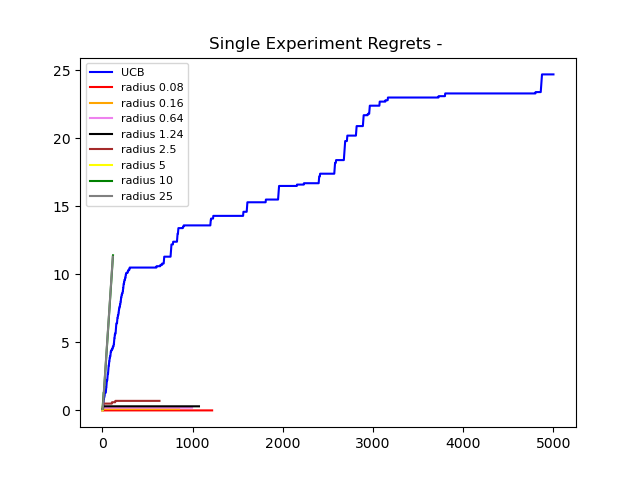 Single Experiment Regrets -
UCB
radius 0.08
radius 0.16
radius 0.64
radius 1.24
radius 2.5
radius 5
radius 10
radius 25
25
20
15
10
5
0
0 1000 2000 3000 4000 5000